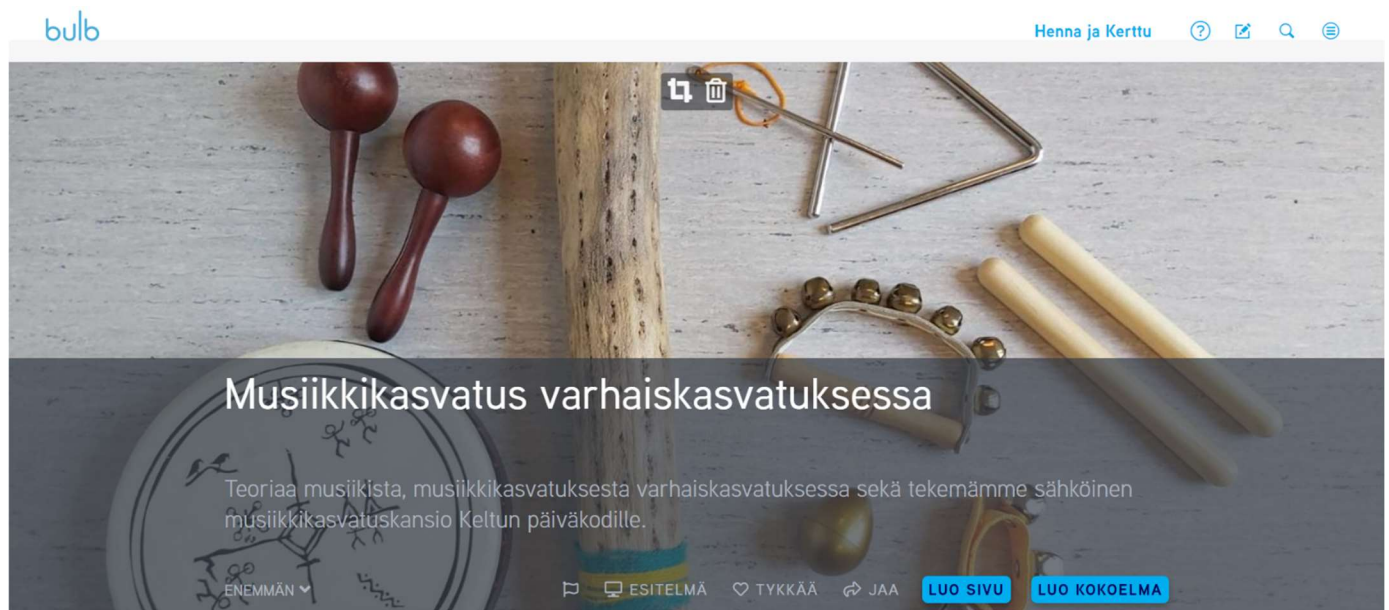 bulb
Henna ja Kerttu
Musiikkikasvatus varhaiskasvatuksessa
Teoriaa musiikista, musiikkikasvatuksesta varhaiskasvatuksessa sekä tekemämme sähköinen
musiikkikasvatuskansio Keltun päiväkodille.
ENEMMÄN ESITELMÄ TYKKÄÄ JAA LUO SIVU LUO KOKOELMA